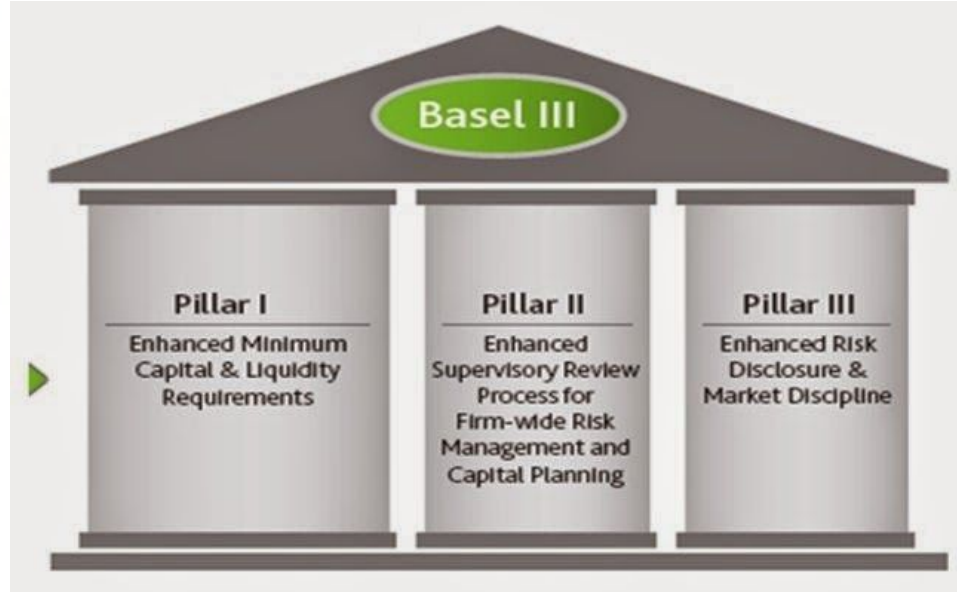 Basel III
Pillar I
Enhanced Minimum
Capital & Liquidity
Requirements
Pillar II
Enhanced
Supervisory Review
Process for
Firm-wide Risk
Management and
Capital Planning
Pillar III
Enhanced Risk
Disclosure &
Market Discipline